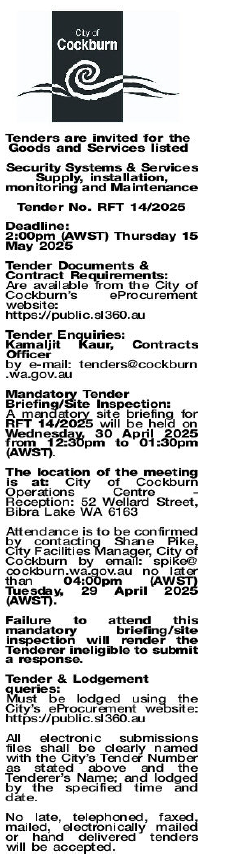 City of
Cockburn
Tenders are invited for the
Goods and Services listed
Security Systems & Services
Supply, installation,
monitoring and Maintenance
Tender No. RFT 14/2025
Deadline:
2:00pm (AWST) Thursday 15
May 2025
Tender Documents &
Contract Requirements:
Are available from the City of
Cockburn's eProcurement
website:
https://public.sl360.au
Tender Enquiries:
Kamaljit Kaur, Contracts
Officer
by e-mail: tenders@cockburn
.wa.gov.au
Mandatory Tender
Briefing/Site Inspection:
A mandatory site briefing for
RFT 14/2025 will be held on
Wednesday, 30 April 2025
from 12:30pm to 01:30pm
(AWST).
The location of the meeting
is at: City of Cockburn
Operations Centre -
Reception: 52 Wellard Street,
Bibra Lake WA 6163
Attendance is to be confirmed
by contacting Shane Pike,
City Facilities Manager, City of
Cockburn by email: spike@
cockburn.wa.gov.au no later
than 04:00pm (AWST)
Tuesday, 29 April 2025
(AWST).
Failure to attend this
mandatory briefing/site
inspection will render the
Tenderer ineligible to submit
a response.
Tender & Lodgement
queries:
Must be lodged using the
City's eProcurement website:
https://public.sl360.au
All electronic submissions
files shall be clearly named
with the City's Tender Number
as stated above and the
Tenderer's Name; and lodged
by the specified time and
date.
No late, telephoned, faxed,
mailed, electronically mailed
or hand delivered tenders
will be accepted.